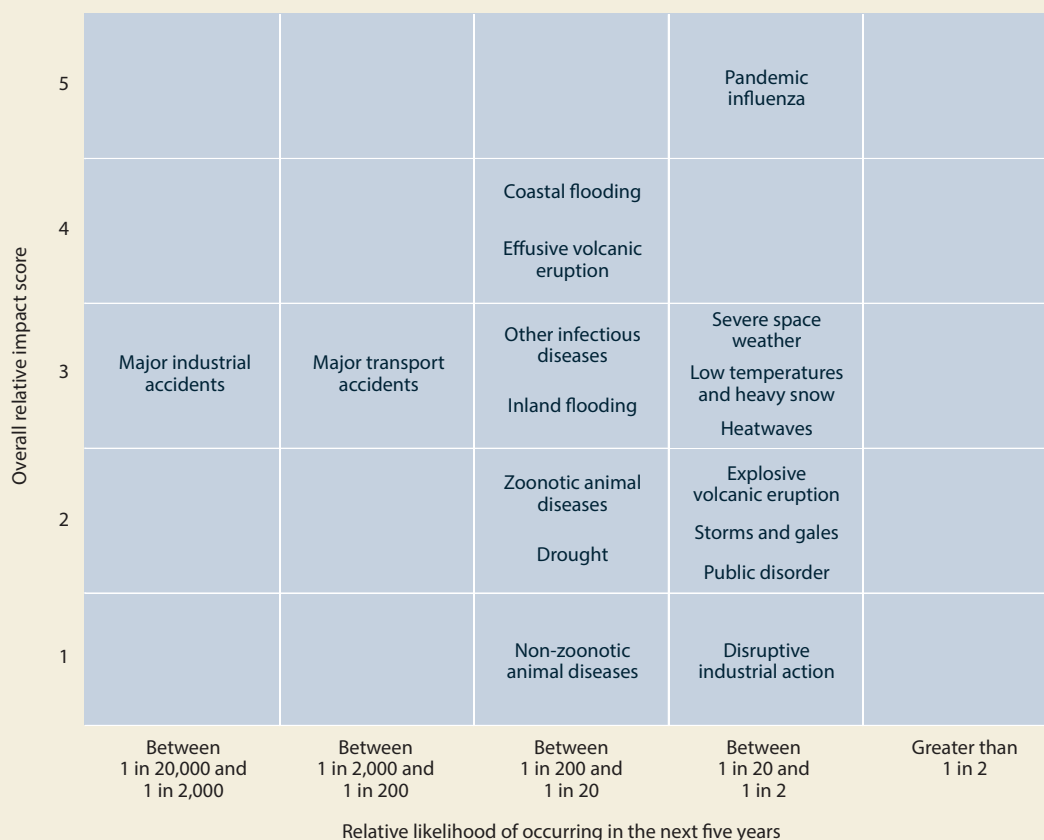 5
Pandemic
influenza
4
Coastal flooding
Effusive volcanic
eruption
Overall relative impact score
3
Major industrial
accidents
Major transport
accidents
Other infectious
diseases
Inland flooding
Severe space
weather
Low temperatures
and heavy snow
Heatwaves
2
Zoonotic animal
diseases
Drought
Explosive
volcanic eruption
Storms and gales
Public disorder
1
Non-zoonotic
animal diseases
Disruptive
industrial action
Between
1 in 20,000 and
1 in 2,000
Between
1 in 2,000 and
1 in 200
Between
1 in 200 and
1 in 20
Between
1 in 20 and
1 in 2
Greater than
1 in 2
Relative likelihood of occurring in the next five years